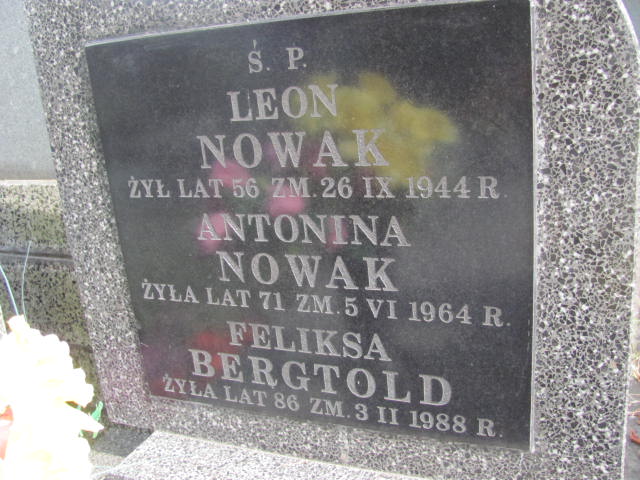 Ś. P.
LEON
NOWAK
ŻYŁ LAT 56 ZM. 26 IX 1944 R.
ANTONINA
NOWAK
ŻYŁA LAT 71 ZM. 5 VI 1964 R.
FELIKSA
BERGTOLD
ŻYŁA LAT 86 ZM. 3 II 1988 R.